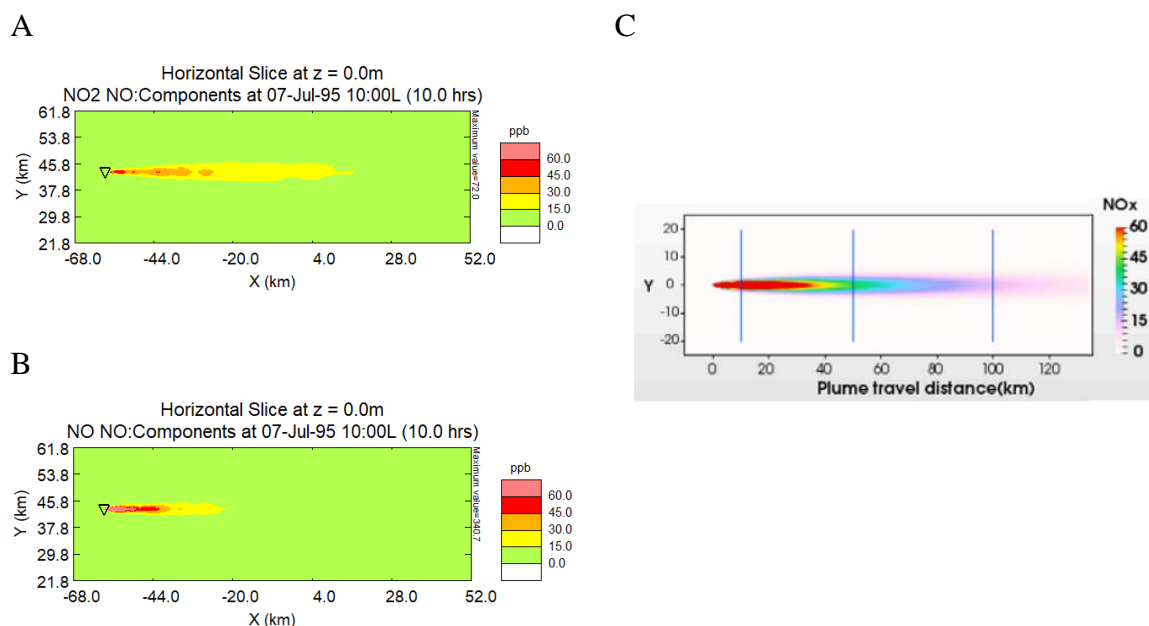 A
Horizontal Slice at z = 0.0m
NO2 NO:Components at 07-Jul-95 10:00L (10.0 hrs)
61.8
53.8
45.8
37.8
29.8
21.8
Y (km)
-68.0 -44.0 -20.0 4.0 28.0 52.0
X (km)
Maximum value=72.0
ppb
60.0
45.0
30.0
15.0
0.0
B
Horizontal Slice at z = 0.0m
NO NO:Components at 07-Jul-95 10:00L (10.0 hrs)
61.8
53.8
45.8
37.8
29.8
21.8
Y (km)
-68.0 -44.0 -20.0 4.0 28.0 52.0
X (km)
Maximum value=340.7
ppb
60.0
45.0
30.0
15.0
0.0
C
NOx
60
45
30
15
0
20
10
0
-10
-20
Y
0 20 40 60 80 100 120
Plume travel distance(km)